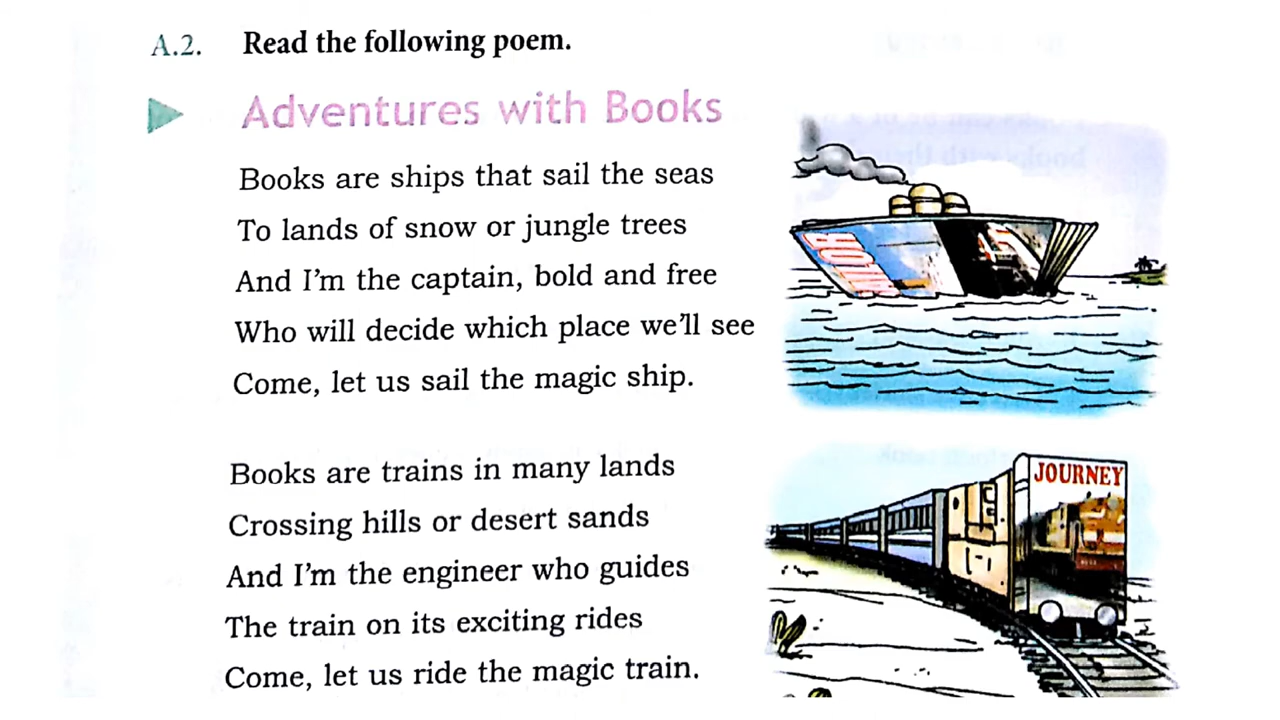 A.2. Read the following poem.
Adventures with Books
Books are ships that sail the seas
To lands of snow or jungle trees
And I'm the captain, bold and free
Who will decide which place we'll see
Come, let us sail the magic ship.
Books are trains in many lands
Crossing hills or desert sands
And I'm the engineer who guides
The train on its exciting rides
Come, let us ride the magic train.
JOURNEY